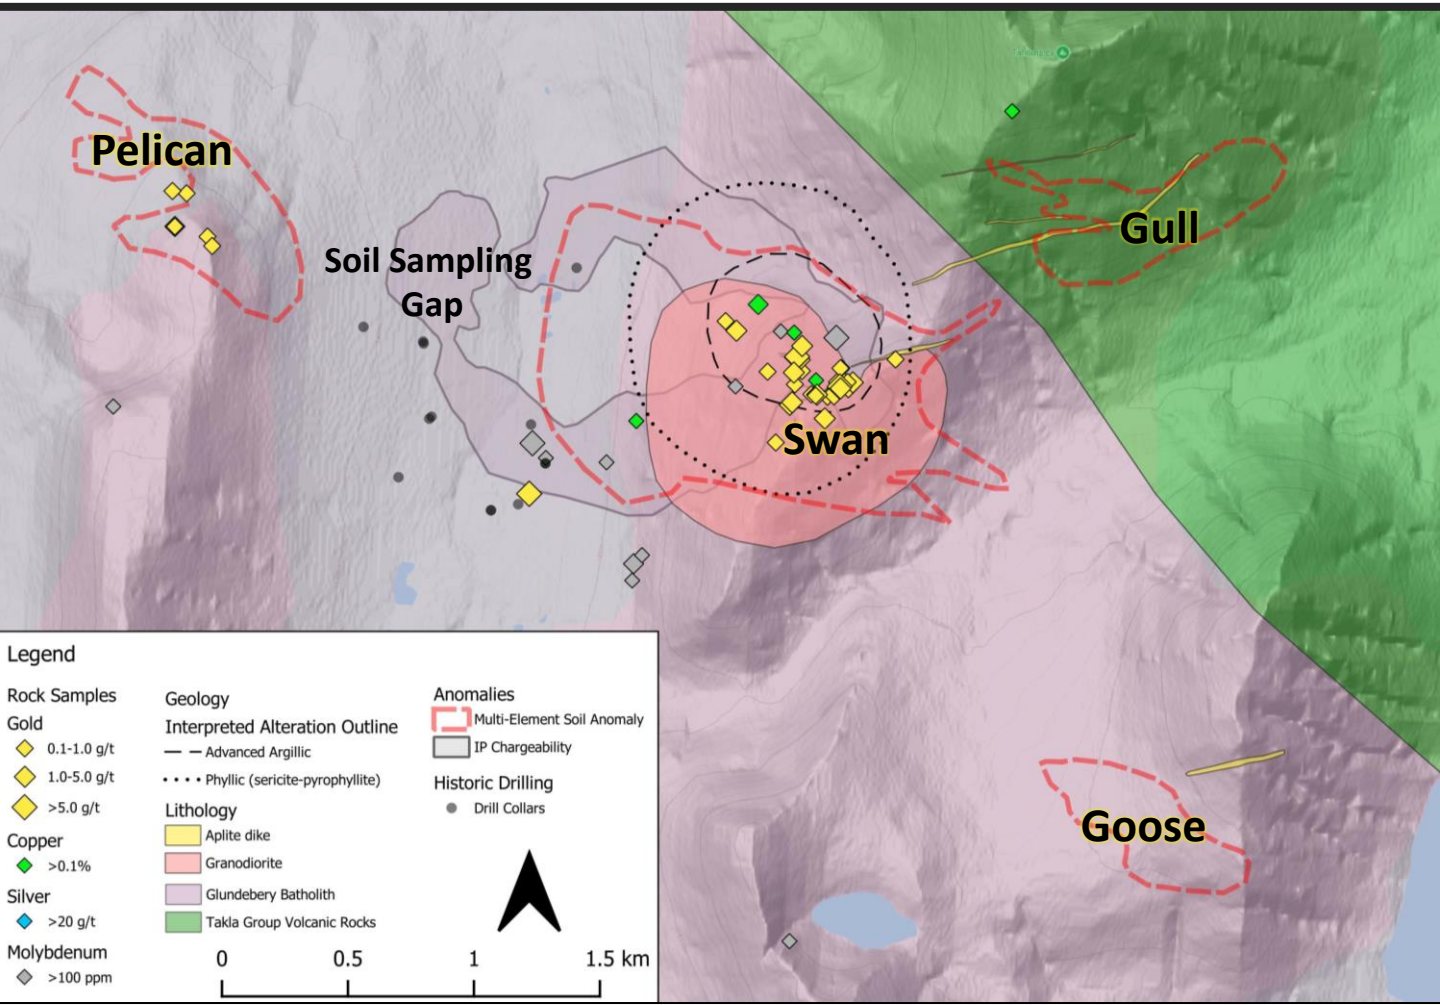 Pelican
Gull
Soil Sampling
Gap
Swan
Goose
Legend
Rock Samples
Gold
0.1-1.0 g/t
1.0-5.0 g/t
>5.0 g/t
Copper
>0.1%
Silver
>20 g/t
Molybdenum
>100 ppm
Geology
Interpreted Alteration Outline
Advanced Argillic
Phyllic (sericite-pyrophyllite)
Lithology
Aplite dike
Granodiorite
Glundebery Batholith
Takla Group Volcanic Rocks
Anomalies
Multi-Element Soil Anomaly
IP Chargeability
Historic Drilling
Drill Collars
0 0.5 1 1.5 km